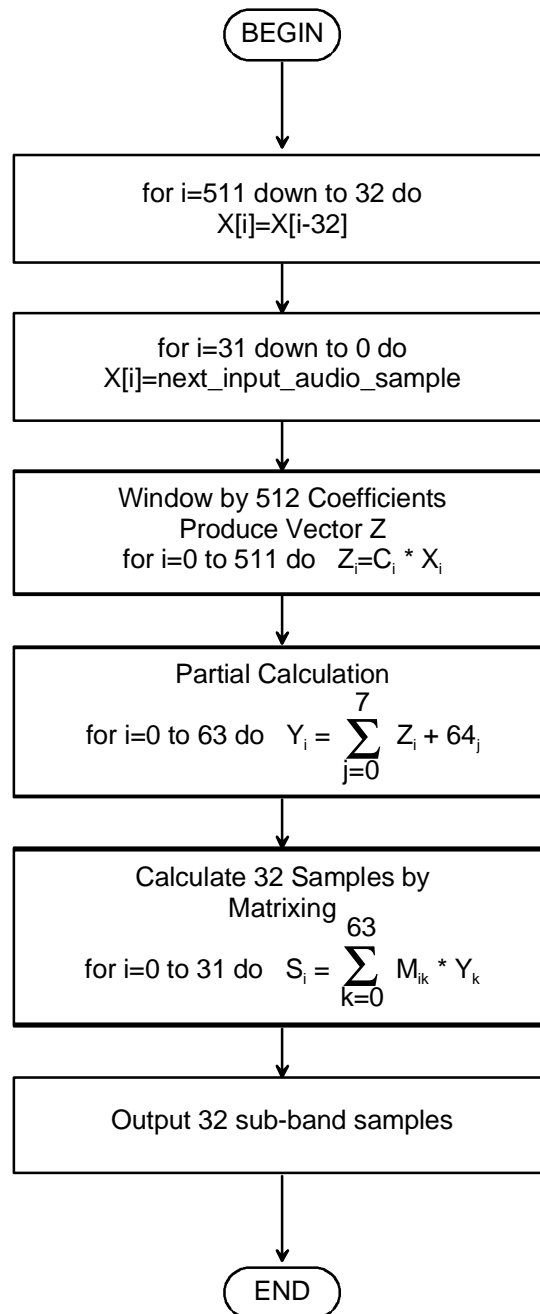 BEGIN
for i=511 down to 32 do
X[i]=X[i-32]
for i=31 down to 0 do
X[i]=next_input_audio_sample
Window by 512 Coefficients
Produce Vector Z
for i=0 to 511 do Zᵢ=Cᵢ * Xᵢ
Partial Calculation
7
for i=0 to 63 do Yᵢ = ∑ Zᵢ + 64ⱼ
j=0
Calculate 32 Samples by
Matrixing
63
for i=0 to 31 do Sᵢ = ∑ Mᵢₖ * Yₖ
k=0
Output 32 sub-band samples
END